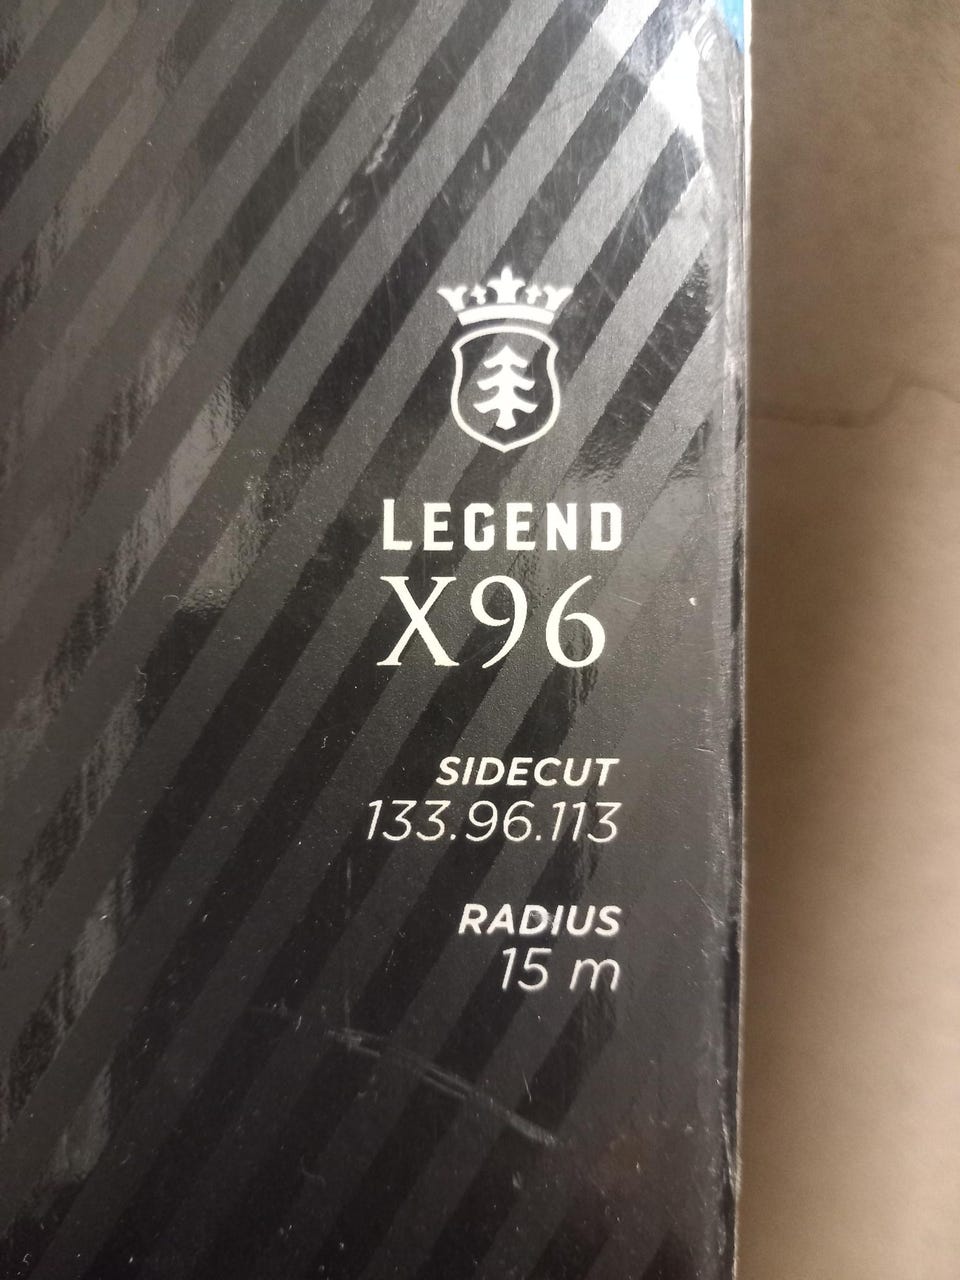 LEGEND
X96
SIDECUT
133.96.113
RADIUS
15 m